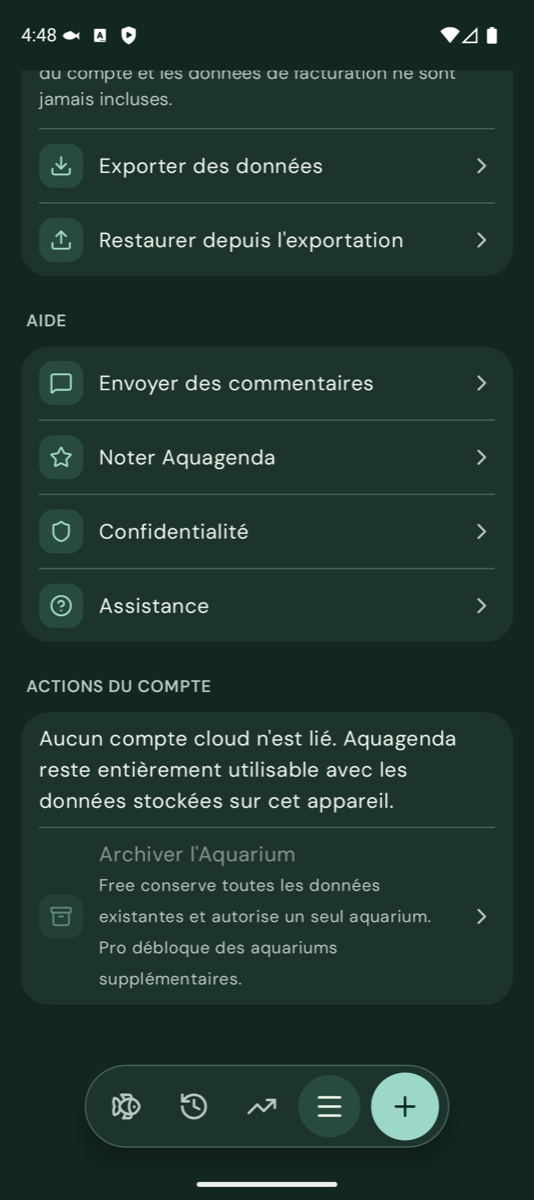 4:48
du compte et les données de facturation ne sont
jamais incluses.
Exporter des données
Restaurer depuis l'exportation
AIDE
Envoyer des commentaires
Noter Aquagenda
Confidentialité
Assistance
ACTIONS DU COMPTE
Aucun compte cloud n'est lié. Aquagenda
reste entièrement utilisable avec les
données stockées sur cet appareil.
Archiver l'Aquarium
Free conserve toutes les données
existantes et autorise un seul aquarium.
Pro débloque des aquariums
supplémentaires.